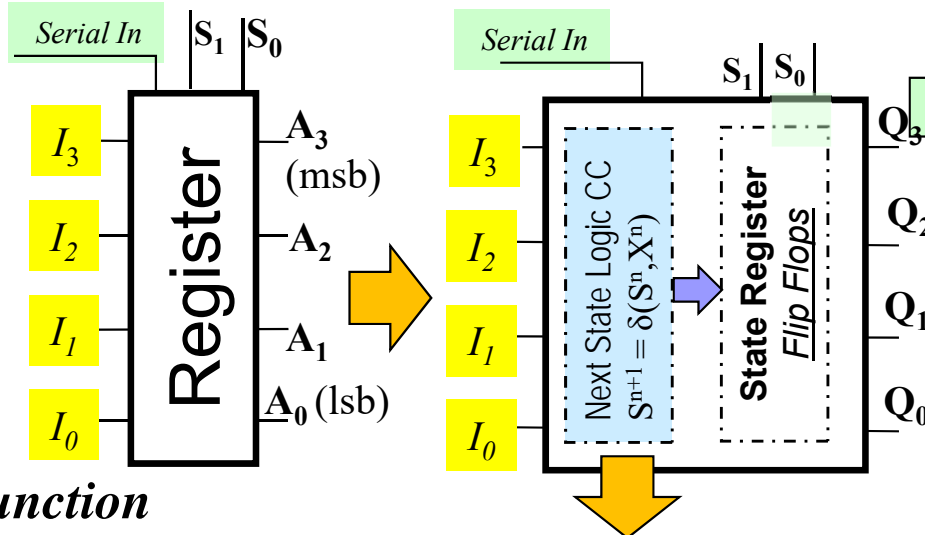 Serial In
S1 S0
I3
I2
I1
I0
Register
A3
(msb)
A2
A1
A0 (lsb)
Serial In
S1 S0
I3
I2
I1
I0
Next State Logic CC
Sⁿ⁺¹ = δ(Sⁿ,Xⁿ)
State Register
Flip Flops
Q3
Q2
Q1
Q0
unction